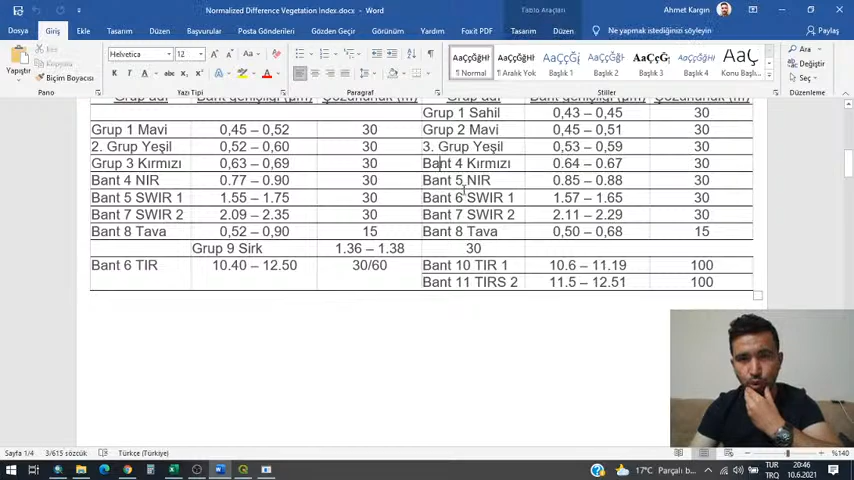 Normalized Difference Vegetation Index.docx - Word
Tablo Araçları
Ahmet Kargın
Dosya Giriş Ekle Çizim Tasarım Düzen Başvurular Postalar Gözden Geçir Görünüm Yardım Foxit PDF Tasarım Düzen Ne yapmak istediğinizi söyleyin Paylaş
Yapıştır
Kes
Kopyala
Biçim Boyacısı
Helvetica 12
AaÇçĞğHi AaÇçĞğHi AaÇçĞğHi AaÇçĞğHi AaÇçĞğ AaÇçĞğHi AaÇ
¶ Normal ¶ Aralık Yok Başlık 1 Başlık 2 Başlık 3 Başlık 4 Konu Başlı...
Ara
Değiştir
Seç
Pano Yazı Tipi Paragraf Stiller Düzenleme
Grup 1 Sahil 0,43 – 0,45 30
Grup 1 Mavi 0,45 – 0,52 30 Grup 2 Mavi 0,45 – 0,51 30
2. Grup Yeşil 0,52 – 0,60 30 3. Grup Yeşil 0,53 – 0,59 30
Grup 3 Kırmızı 0,63 – 0,69 30 Bant 4 Kırmızı 0.64 – 0.67 30
Bant 4 NIR 0.77 – 0.90 30 Bant 5 NIR 0.85 – 0.88 30
Bant 5 SWIR 1 1.55 – 1.75 30 Bant 6 SWIR 1 1.57 – 1.65 30
Bant 7 SWIR 2 2.09 – 2.35 30 Bant 7 SWIR 2 2.11 – 2.29 30
Bant 8 Tava 0,52 – 0,90 15 Bant 8 Tava 0,50 – 0,68 15
Grup 9 Sirk 1.36 – 1.38 30
Bant 6 TIR 10.40 – 12.50 30/60 Bant 10 TIR 1 10.6 – 11.19 100
Bant 11 TIRS 2 11.5 – 12.51 100
Sayfa 1/4 3/615 sözcük Türkçe (Türkiye) %140
17°C Parçalı b... TUR 20:46
TRQ 10.6.2021